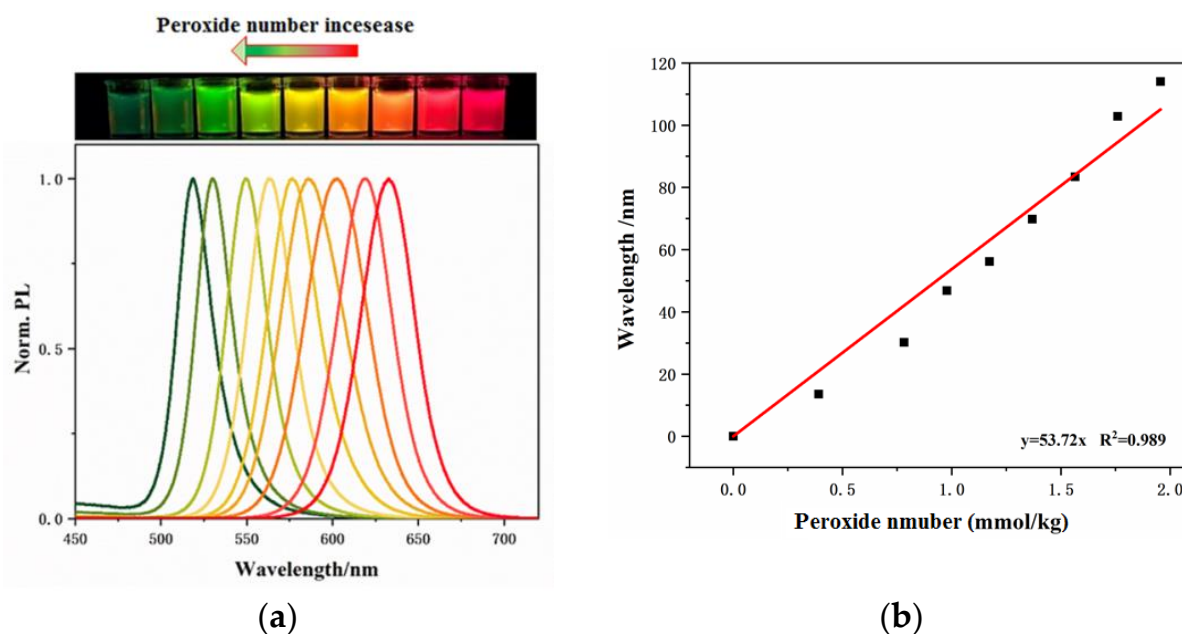 Peroxide number incesease
1.0
0.5
0.0
Norm. PL
450 500 550 600 650 700
Wavelength/nm
(a)
120
100
80
60
40
20
0
Wavelength /nm
y=53.72x R²=0.989
0.0 0.5 1.0 1.5 2.0
Peroxide nmuber (mmol/kg)
(b)